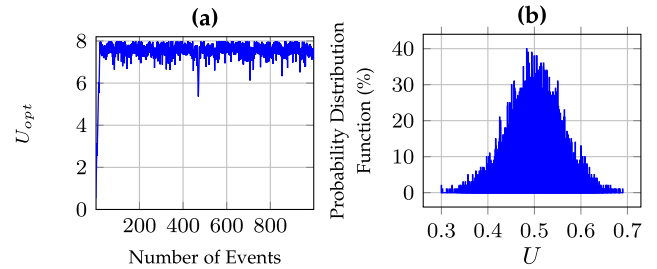 (a)
8
6
4
2
0
200 400 600 800
U_opt
Number of Events
(b)
40
30
20
10
0
0.3 0.4 0.5 0.6 0.7
Probability Distribution
Function (%)
U